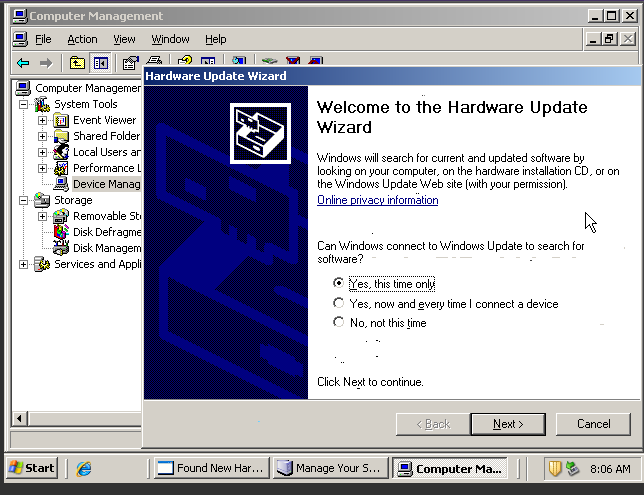 Computer Management
File Action View Window Help
Hardware Update Wizard
Computer Managemen
System Tools
Event Viewer
Shared Folder
Local Users ar
Performance L
Device Manag
Storage
Removable St
Disk Defragme
Disk Managem
Services and Appli
Welcome to the Hardware Update
Wizard
Windows will search for current and updated software by
looking on your computer, on the hardware installation CD, or on
the Windows Update Web site (with your permission).
Online privacy information
Can Windows connect to Windows Update to search for
software?
Yes, this time only
Yes, now and every time I connect a device
No, not this time
Click Next to continue.
< Back Next > Cancel
Start Found New Har... Manage Your S... Computer Ma... 8:06 AM